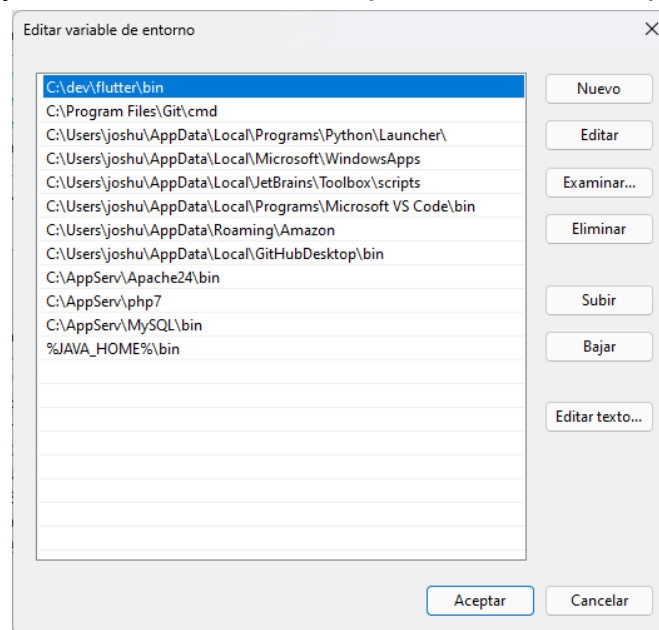 Editar variable de entorno
C:\dev\flutter\bin
C:\Program Files\Git\cmd
C:\Users\joshu\AppData\Local\Programs\Python\Launcher\
C:\Users\joshu\AppData\Local\Microsoft\WindowsApps
C:\Users\joshu\AppData\Local\JetBrains\Toolbox\scripts
C:\Users\joshu\AppData\Local\Programs\Microsoft VS Code\bin
C:\Users\joshu\AppData\Roaming\Amazon
C:\Users\joshu\AppData\Local\GitHubDesktop\bin
C:\AppServ\Apache24\bin
C:\AppServ\php7
C:\AppServ\MySQL\bin
%JAVA_HOME%\bin
Nuevo
Editar
Examinar...
Eliminar
Subir
Bajar
Editar texto...
Aceptar
Cancelar